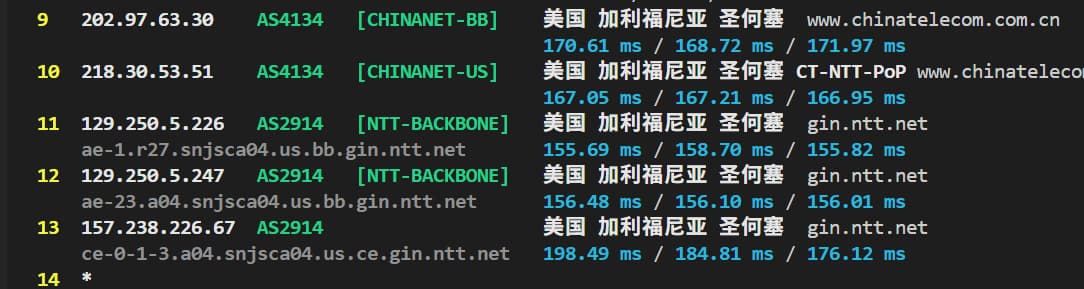 9 202.97.63.30 AS4134 [CHINANET-BB] 美国 加利福尼亚 圣何塞 www.chinatelecom.com.cn
170.61 ms / 168.72 ms / 171.97 ms
10 218.30.53.51 AS4134 [CHINANET-US] 美国 加利福尼亚 圣何塞 CT-NTT-PoP www.chinatelecom
167.05 ms / 167.21 ms / 166.95 ms
11 129.250.5.226 AS2914 [NTT-BACKBONE] 美国 加利福尼亚 圣何塞 gin.ntt.net
ae-1.r27.snjsca04.us.bb.gin.ntt.net 155.69 ms / 158.70 ms / 155.82 ms
12 129.250.5.247 AS2914 [NTT-BACKBONE] 美国 加利福尼亚 圣何塞 gin.ntt.net
ae-23.a04.snjsca04.us.bb.gin.ntt.net 156.48 ms / 156.10 ms / 156.01 ms
13 157.238.226.67 AS2914 美国 加利福尼亚 圣何塞 gin.ntt.net
ce-0-1-3.a04.snjsca04.us.ce.gin.ntt.net 198.49 ms / 184.81 ms / 176.12 ms
14 *